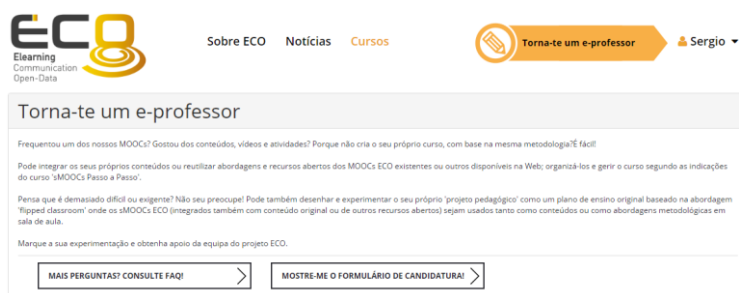 ECO
Elearning
Communication
Open-Data
Sobre ECO Notícias Cursos
Torna-te um e-professor
Sergio
Torna-te um e-professor
Frequentou um dos nossos MOOCs? Gostou dos conteúdos, vídeos e atividades? Porque não cria o seu próprio curso, com base na mesma metodologia?É fácil!
Pode integrar os seus próprios conteúdos ou reutilizar abordagens e recursos abertos dos MOOCs ECO existentes ou outros disponíveis na Web; organizá-los e gerir o curso segundo as indicações
do curso 'sMOOCs Passo a Passo'.
Pensa que é demasiado difícil ou exigente? Não seu preocupe! Pode também desenhar e experimentar o seu próprio 'projeto pedagógico' como um plano de ensino original baseado na abordagem
'flipped classroom' onde os sMOOCs ECO (integrados também com conteúdo original ou de outros recursos abertos) sejam usados tanto como conteúdos ou como abordagens metodológicas em
sala de aula.
Marque a sua experimentação e obtenha apoio da equipa do projeto ECO.
MAIS PERGUNTAS? CONSULTE FAQ! MOSTRE-ME O FORMULÁRIO DE CANDIDATURA!